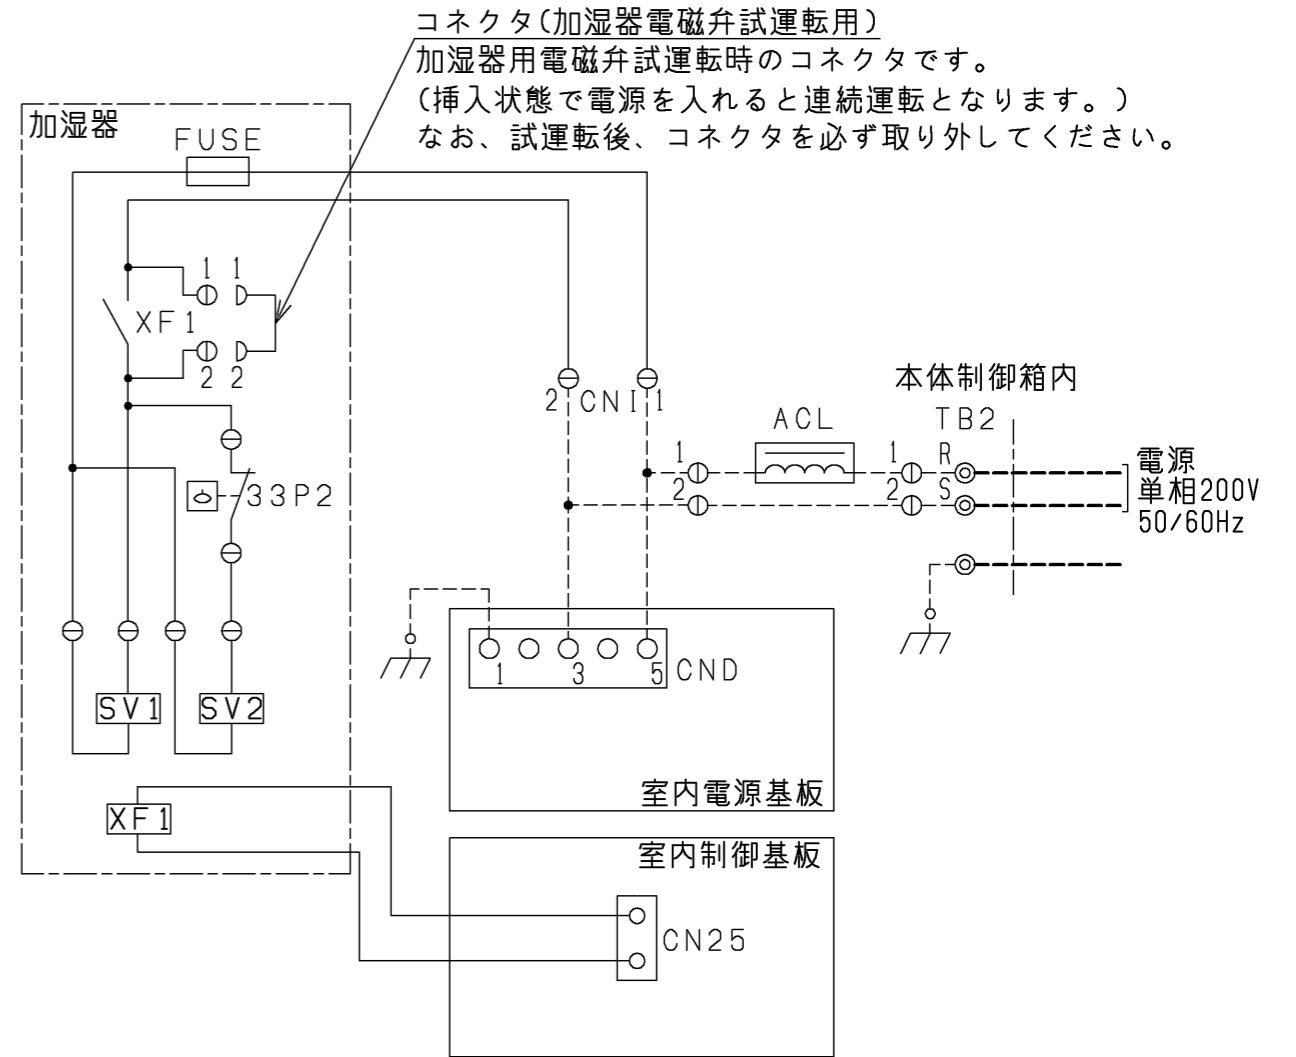 コネクタ(加湿器電磁弁試運転用)
加湿器用電磁弁試運転時のコネクタです。
(挿入状態で電源を入れると連続運転となります。)
なお、試運転後、コネクタを必ず取り外してください。
加湿器
FUSE
1 1
XF1
2 2
2 CNI 1
本体制御箱内
ACL
TB2
1 1 R
2 2 S
電源
単相200V
50/60Hz
33P2
1 3 5 CND
SV1 SV2
室内電源基板
XF1
室内制御基板
CN25